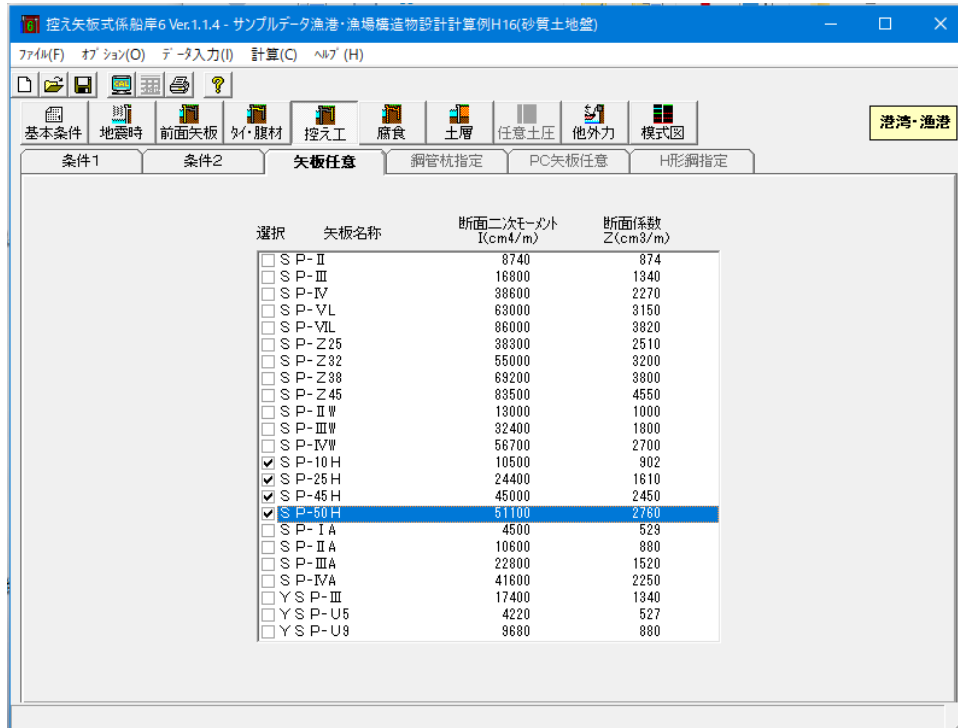 控え矢板式係船岸6 Ver.1.1.4 - サンプルデータ漁港･漁場構造物設計計算例H16(砂質土地盤)
ﾌｧｲﾙ(F) ｵﾌﾟｼｮﾝ(O) ﾃﾞｰﾀ入力(I) 計算(C) ﾍﾙﾌﾟ(H)
基本条件 地震時 前面矢板 ﾀｲ･腹材 控え工 腐食 土層 任意土圧 他外力 模式図 港湾･漁港
条件1 条件2 矢板任意 鋼管杭指定 PC矢板任意 H形鋼指定
選択 矢板名称 断面二次ﾓｰﾒﾝﾄ I(cm4/m) 断面係数 Z(cm3/m)
ＳＰ-Ⅱ 8740 874
ＳＰ-Ⅲ 16800 1340
ＳＰ-Ⅳ 38600 2270
ＳＰ-ⅤL 63000 3150
ＳＰ-ⅥL 86000 3820
ＳＰ-Ｚ25 38300 2510
ＳＰ-Ｚ32 55000 3200
ＳＰ-Ｚ38 69200 3800
ＳＰ-Ｚ45 83500 4550
ＳＰ-ⅡW 13000 1000
ＳＰ-ⅢW 32400 1800
ＳＰ-ⅣW 56700 2700
ＳＰ-10Ｈ 10500 902
ＳＰ-25Ｈ 24400 1610
ＳＰ-45Ｈ 45000 2450
ＳＰ-50Ｈ 51100 2760
ＳＰ-ⅠA 4500 529
ＳＰ-ⅡA 10600 880
ＳＰ-ⅢA 22800 1520
ＳＰ-ⅣA 41600 2250
ＹＳＰ-Ⅲ 17400 1340
ＹＳＰ-Ｕ5 4220 527
ＹＳＰ-Ｕ9 9680 880